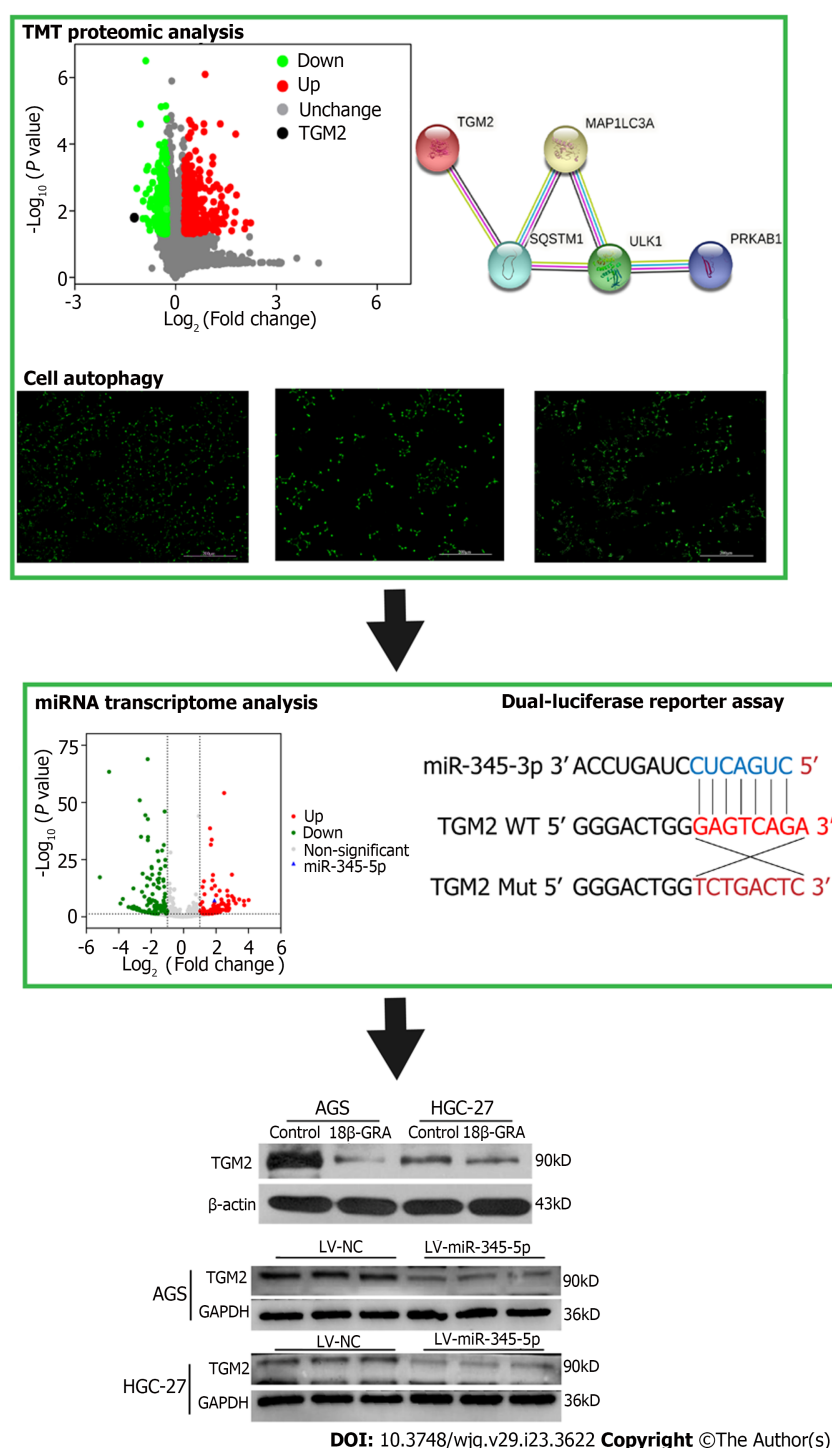 TMT proteomic analysis
-Log10 (P value)
6
4
2
0
-3
0
3
6
Log2 (Fold change)
Down
Up
Unchange
TGM2
TGM2
MAP1LC3A
SQSTM1
ULK1
PRKAB1
Cell autophagy
miRNA transcriptome analysis
-Log10 (P value)
75
50
25
0
-6
-4
-2
0
2
4
6
Log2 (Fold change)
Up
Down
Non-significant
miR-345-5p
Dual-luciferase reporter assay
miR-345-3p 3′ ACCUGAUCCUCAGUC 5′
TGM2 WT 5′ GGGACTGGGAGTCAGA 3′
TGM2 Mut 5′ GGGACTGGTCTGACTC 3′
AGS HGC-27
Control 18β-GRA Control 18β-GRA
TGM2 90kD
β-actin 43kD
LV-NC LV-miR-345-5p
AGS
TGM2 90kD
GAPDH 36kD
LV-NC LV-miR-345-5p
HGC-27
TGM2 90kD
GAPDH 36kD
DOI: 10.3748/wjg.v29.i23.3622 Copyright ©The Author(s)